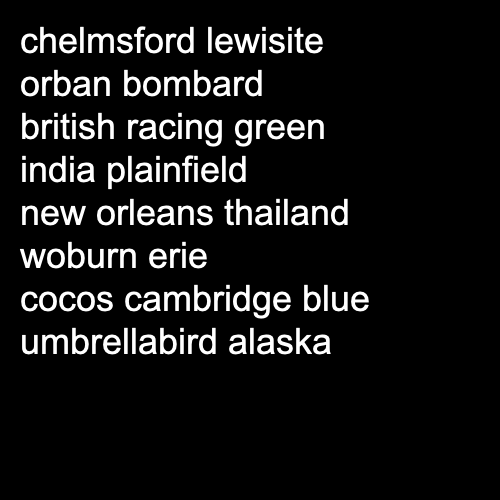 chelmsford lewisite
orban bombard
british racing green
india plainfield
new orleans thailand
woburn erie
cocos cambridge blue
umbrellabird alaska